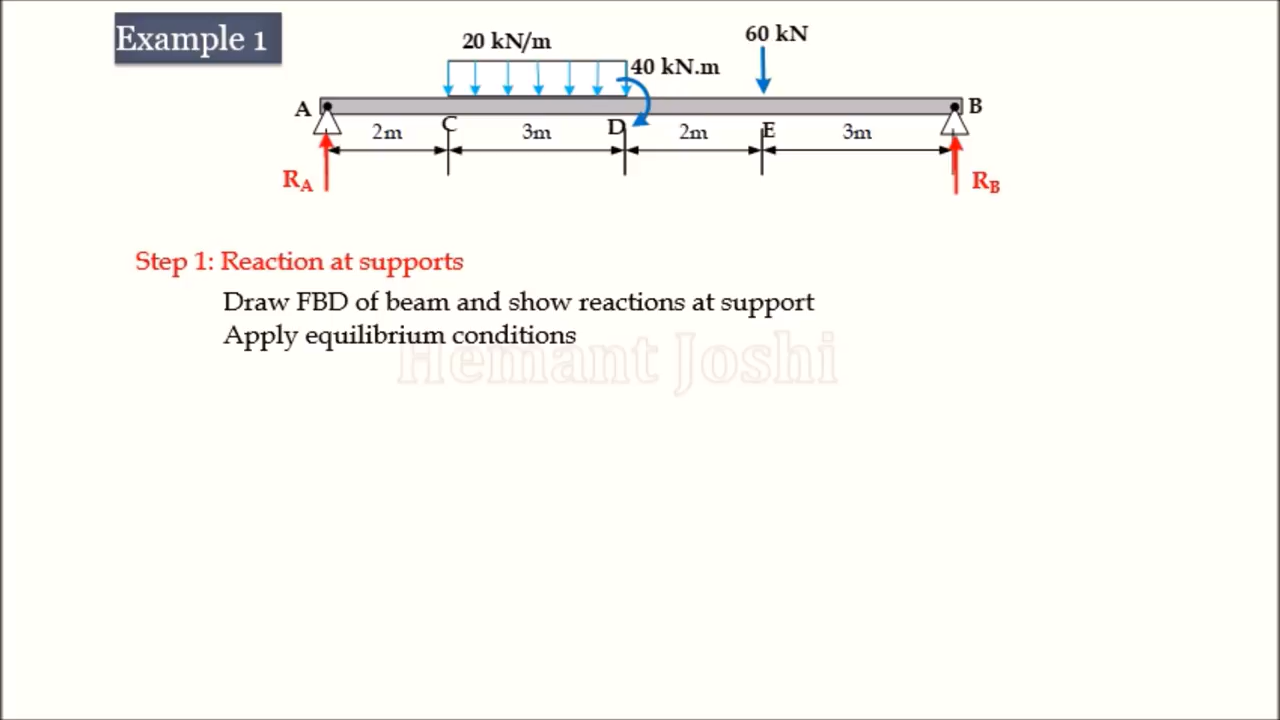 Example 1
20 kN/m
60 kN
40 kN.m
A
B
C
D
E
2m
3m
2m
3m
RA
RB
Step 1: Reaction at supports
Draw FBD of beam and show reactions at support
Apply equilibrium conditions
Hemant Joshi